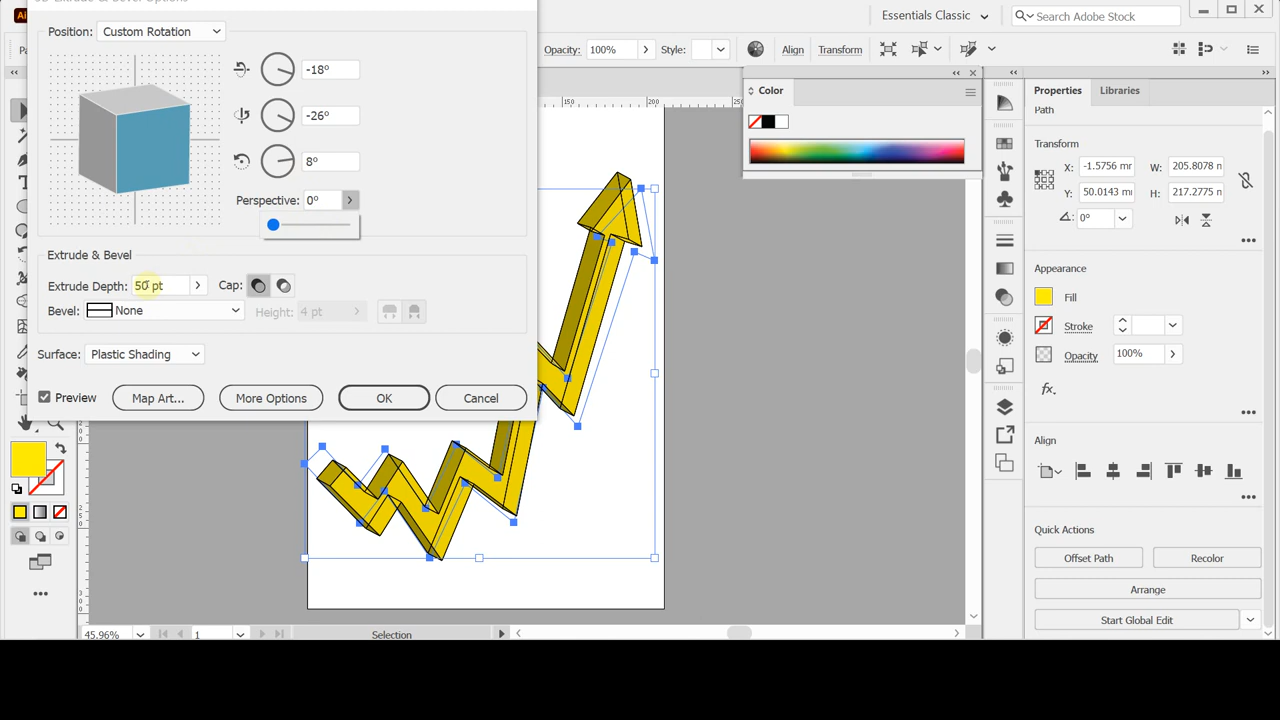 Essentials Classic
Search Adobe Stock
Position: Custom Rotation
Opacity: 100% Style: Align Transform
-18°
-26°
8°
Perspective: 0°
Extrude & Bevel
Extrude Depth: 50 pt Cap:
Bevel: None Height: 4 pt
Surface: Plastic Shading
Preview Map Art... More Options OK Cancel
150 200
Color
Properties Libraries
Path
Transform
X: -1.5756 mr W: 205.8078
Y: 50.0143 mr H: 217.2775
0°
Appearance
Fill
Stroke
Opacity 100%
fx
Align
Quick Actions
Offset Path Recolor
Arrange
Start Global Edit
45.96% 1 Selection